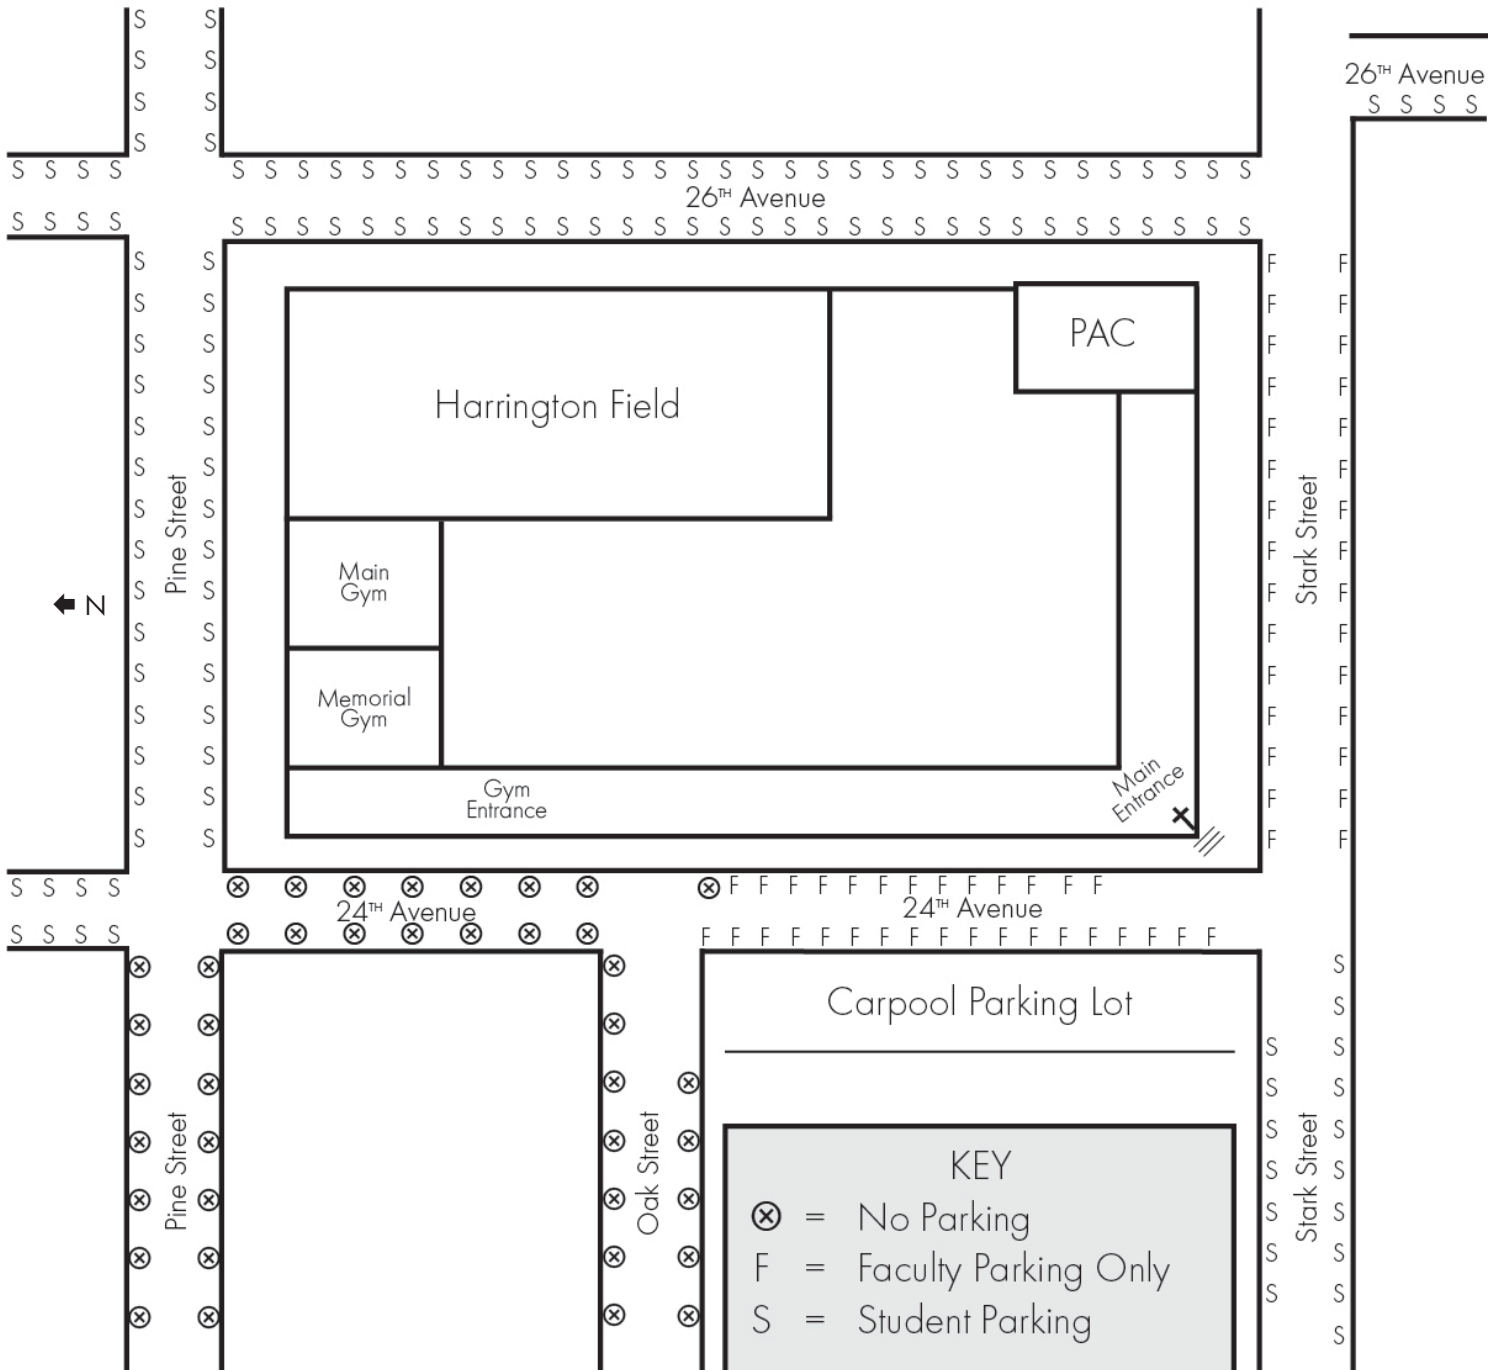 S S
S S
S S
S S
26TH Avenue
S S S S
S S S S S S S S S S S S S S S S S S S S S S S S S S S S S S S S S S S S
26TH Avenue
S S S S S S S S S S S S S S S S S S S S S S S S S S S S S S S S S S S S
S S F F
S S F F
PAC
S S F F
S S F F
Harrington Field
S S F F
S S F F
S S F F
Pine Street
Stark Street
S S F F
Main
Gym
S S F F
N
S S F F
S S F F
Memorial
Gym
S S F F
S S F F
Main
Entrance
Gym
Entrance
S S F F
S S F F
S S S S ⊗ ⊗ ⊗ ⊗ ⊗ ⊗ ⊗ ⊗ F F F F F F F F F F F F F
24TH Avenue
24TH Avenue
S S S S ⊗ ⊗ ⊗ ⊗ ⊗ ⊗ ⊗ F F F F F F F F F F F F F F F F F F
⊗ ⊗ ⊗ S
Carpool Parking Lot
⊗ ⊗ ⊗ S
S S
⊗ ⊗ ⊗ ⊗ S S
⊗ ⊗ ⊗ ⊗ S S
Pine Street
Oak Street
Stark Street
KEY
S S
⊗ ⊗ ⊗ ⊗ S S
⊗ = No Parking
⊗ ⊗ ⊗ ⊗ S S
F = Faculty Parking Only
S S
⊗ ⊗ ⊗ ⊗ S
S = Student Parking